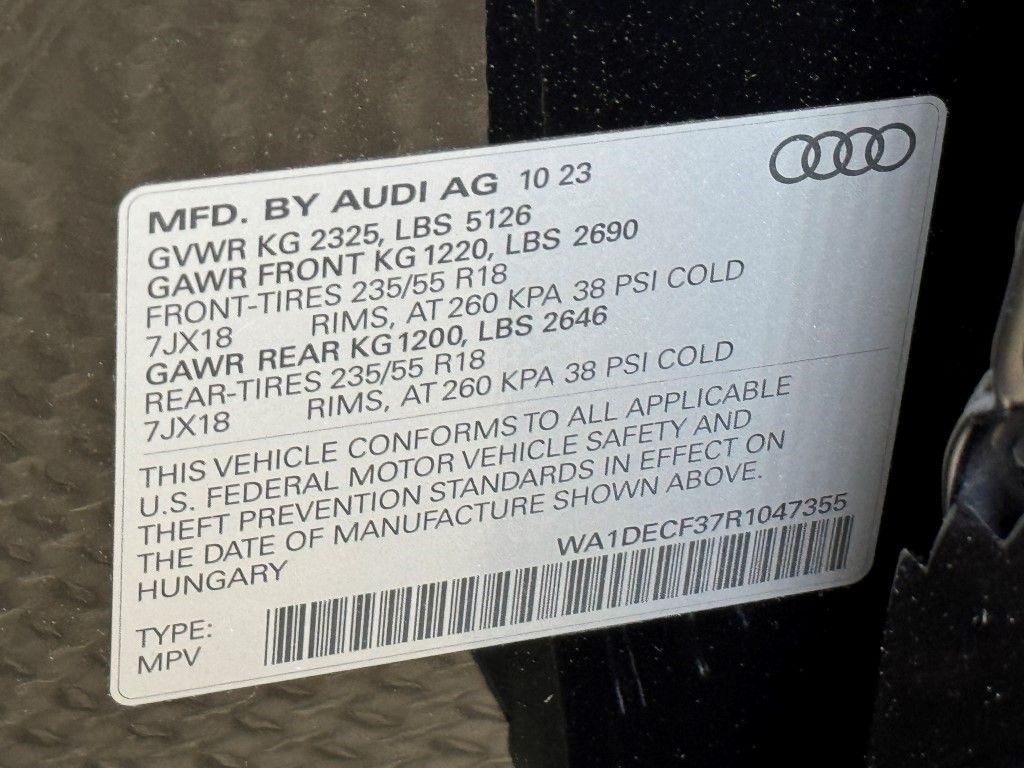 MFD. BY AUDI AG 10 23
GVWR KG 2325, LBS 5126
GAWR FRONT KG 1220, LBS 2690
FRONT-TIRES 235/55 R18
7JX18 RIMS, AT 260 KPA 38 PSI COLD
GAWR REAR KG 1200, LBS 2646
REAR-TIRES 235/55 R18
7JX18 RIMS, AT 260 KPA 38 PSI COLD
THIS VEHICLE CONFORMS TO ALL APPLICABLE
U.S. FEDERAL MOTOR VEHICLE SAFETY AND
THEFT PREVENTION STANDARDS IN EFFECT ON
THE DATE OF MANUFACTURE SHOWN ABOVE.
HUNGARY
WA1DECF37R1047355
TYPE:
MPV